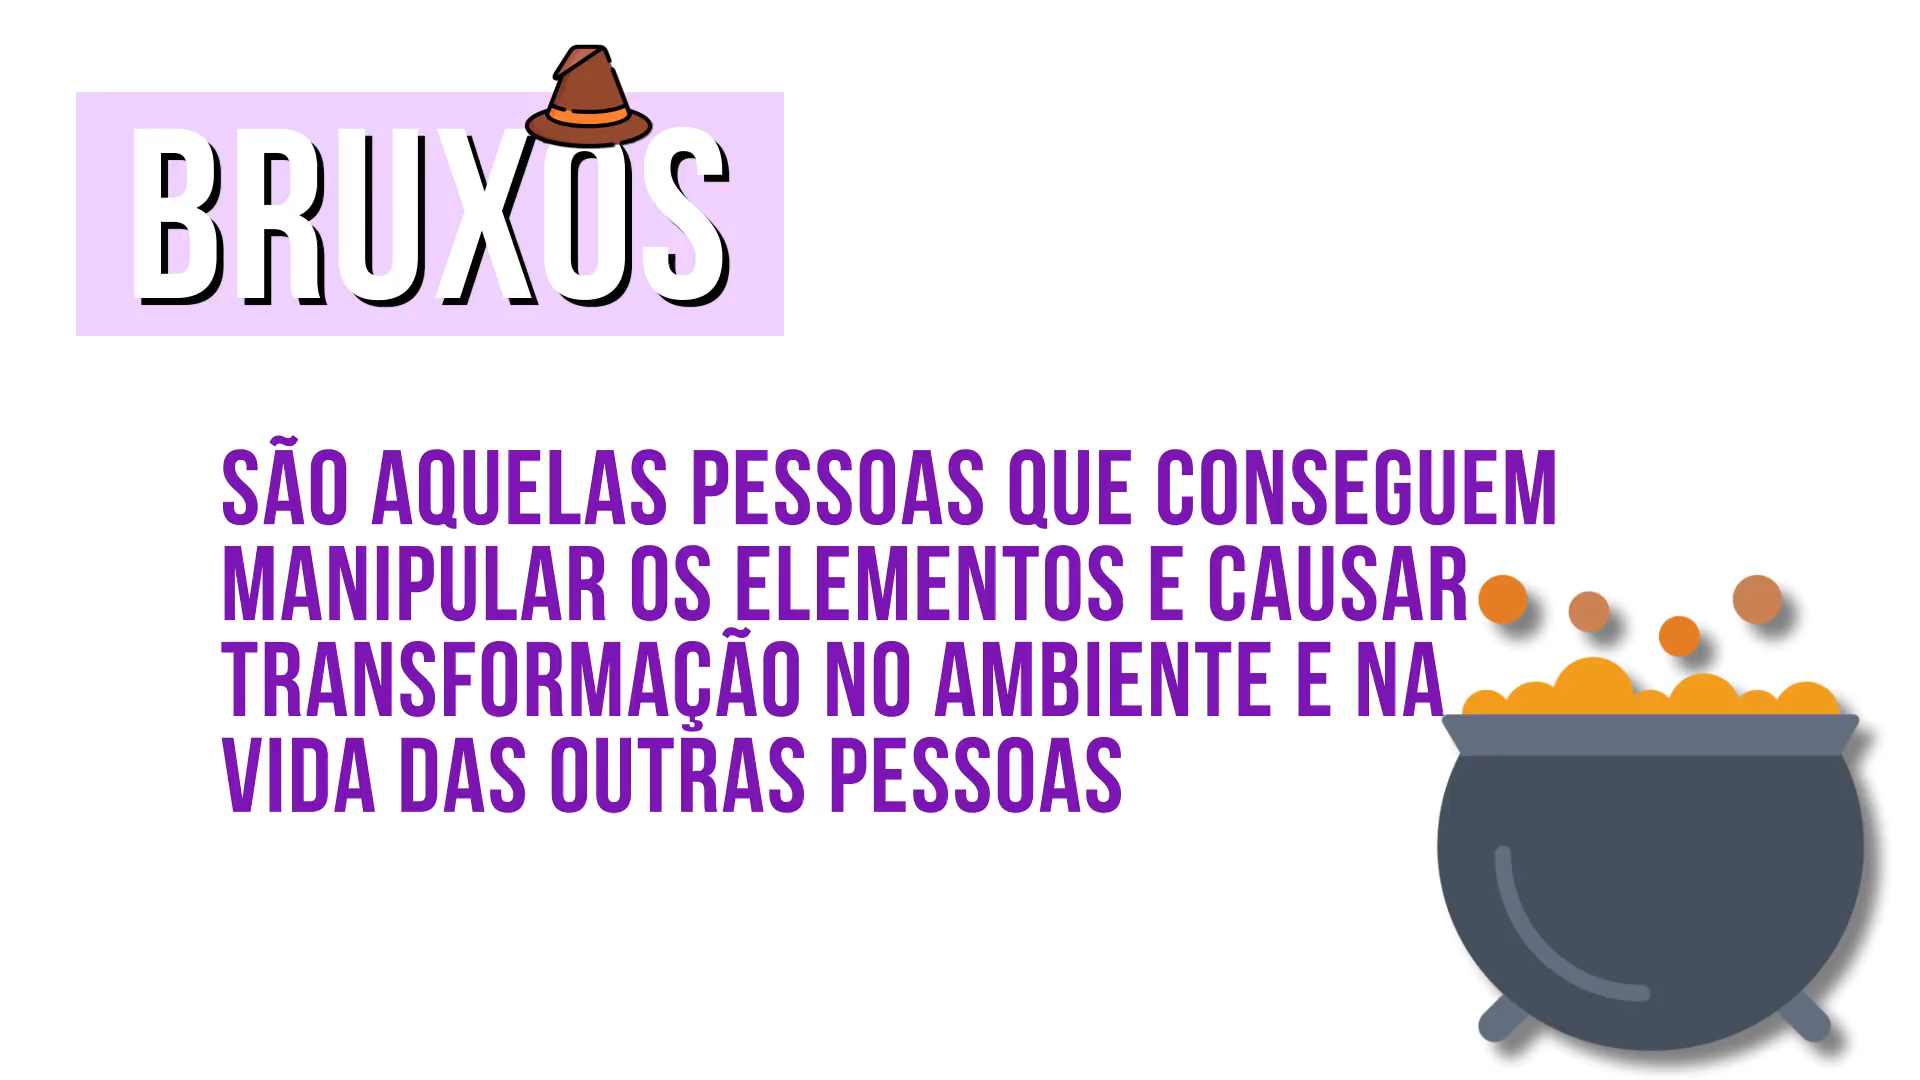 BRUXOS
SÃO AQUELAS PESSOAS QUE CONSEGUEM
MANIPULAR OS ELEMENTOS E CAUSAR
TRANSFORMAÇÃO NO AMBIENTE E NA
VIDA DAS OUTRAS PESSOAS